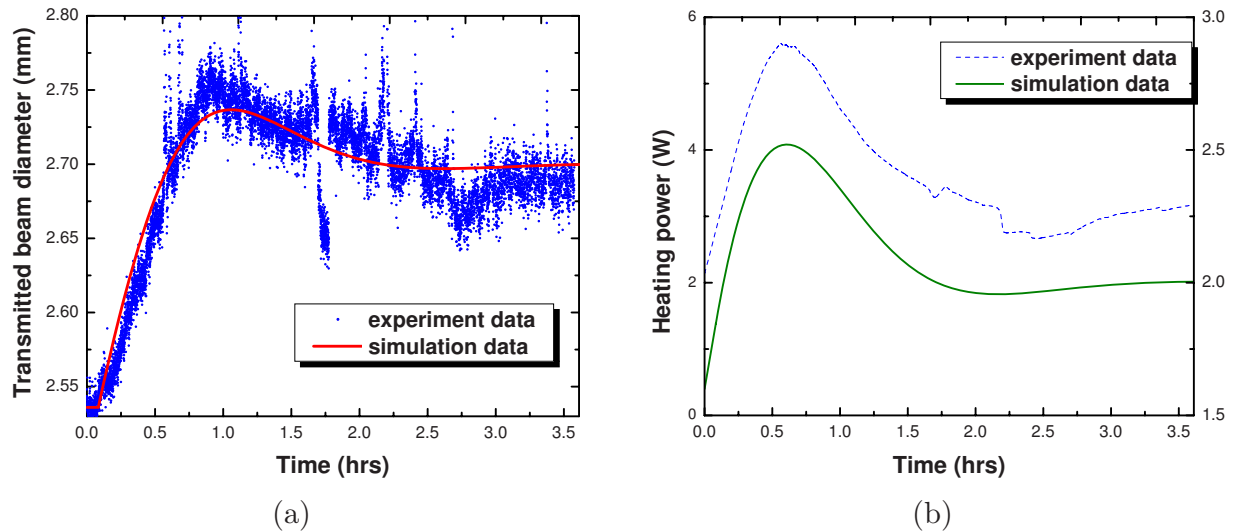 2.80
2.75
2.70
2.65
2.60
2.55
Transmitted beam diameter (mm)
experiment data
simulation data
0.0 0.5 1.0 1.5 2.0 2.5 3.0 3.5
Time (hrs)
(a)
6
4
2
0
Heating power (W)
experiment data
simulation data
3.0
2.5
2.0
1.5
0.0 0.5 1.0 1.5 2.0 2.5 3.0 3.5
Time (hrs)
(b)